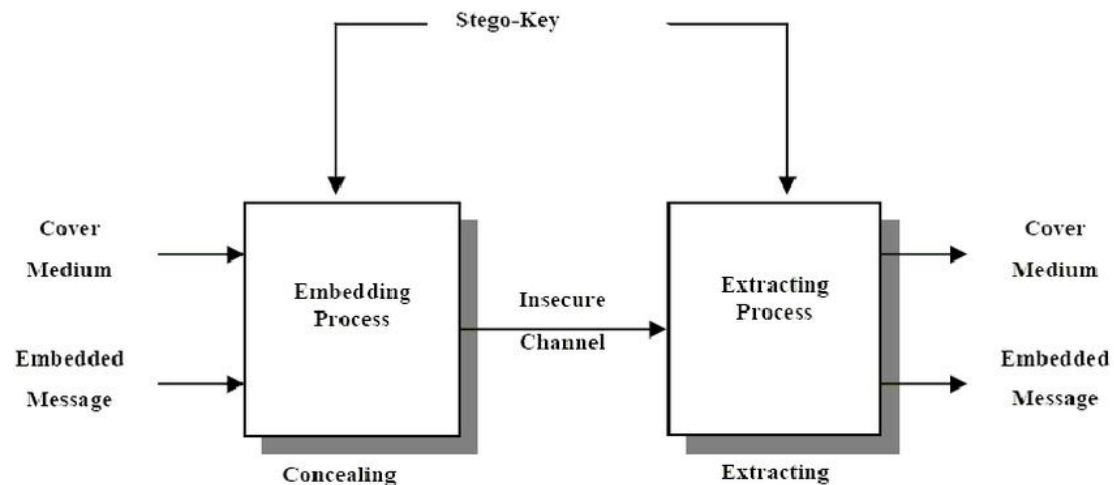 Stego-Key
Cover
Medium
Embedded
Message
Embedding
Process
Concealing
Insecure
Channel
Extracting
Process
Extracting
Cover
Medium
Embedded
Message